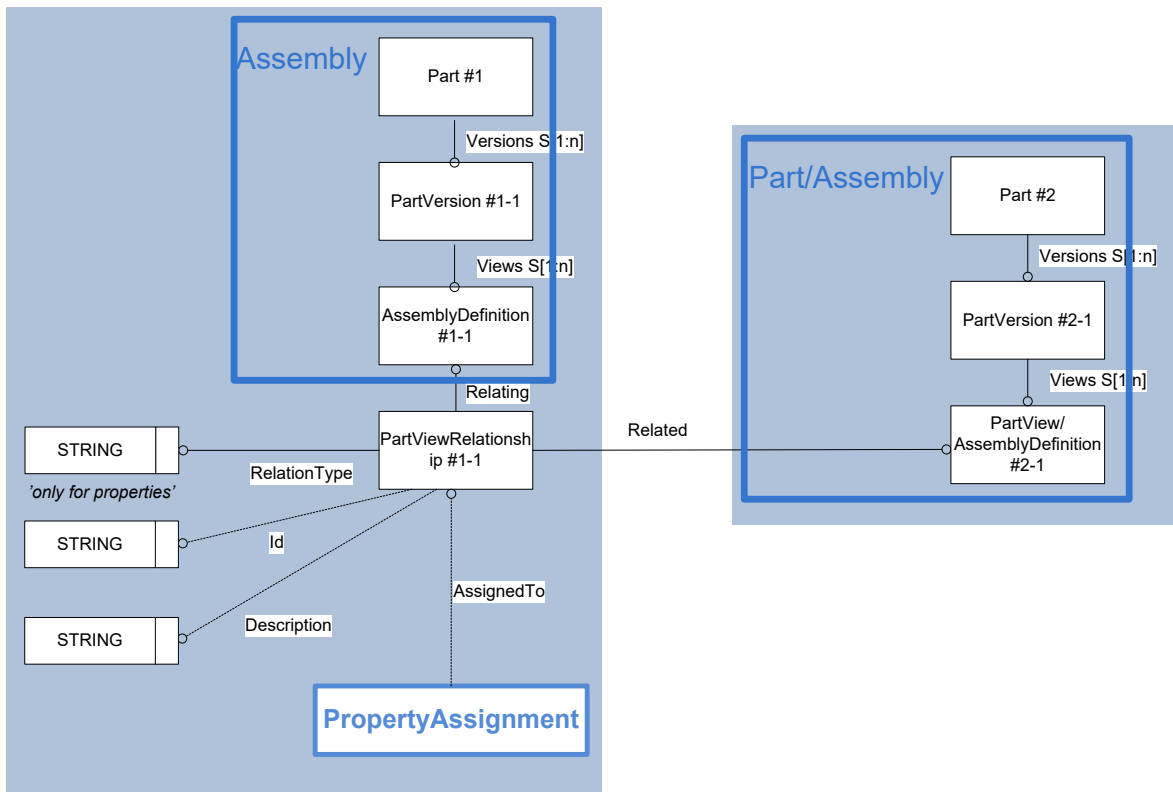 Assembly
Part #1
Versions S[1:n]
PartVersion #1-1
Views S[1:n]
AssemblyDefinition
#1-1
Relating
PartViewRelationsh
ip #1-1
Related
Part/Assembly
Part #2
Versions S[1:n]
PartVersion #2-1
Views S[1:n]
PartView/
AssemblyDefinition
#2-1
STRING
RelationType
'only for properties'
STRING
Id
STRING
Description
AssignedTo
PropertyAssignment